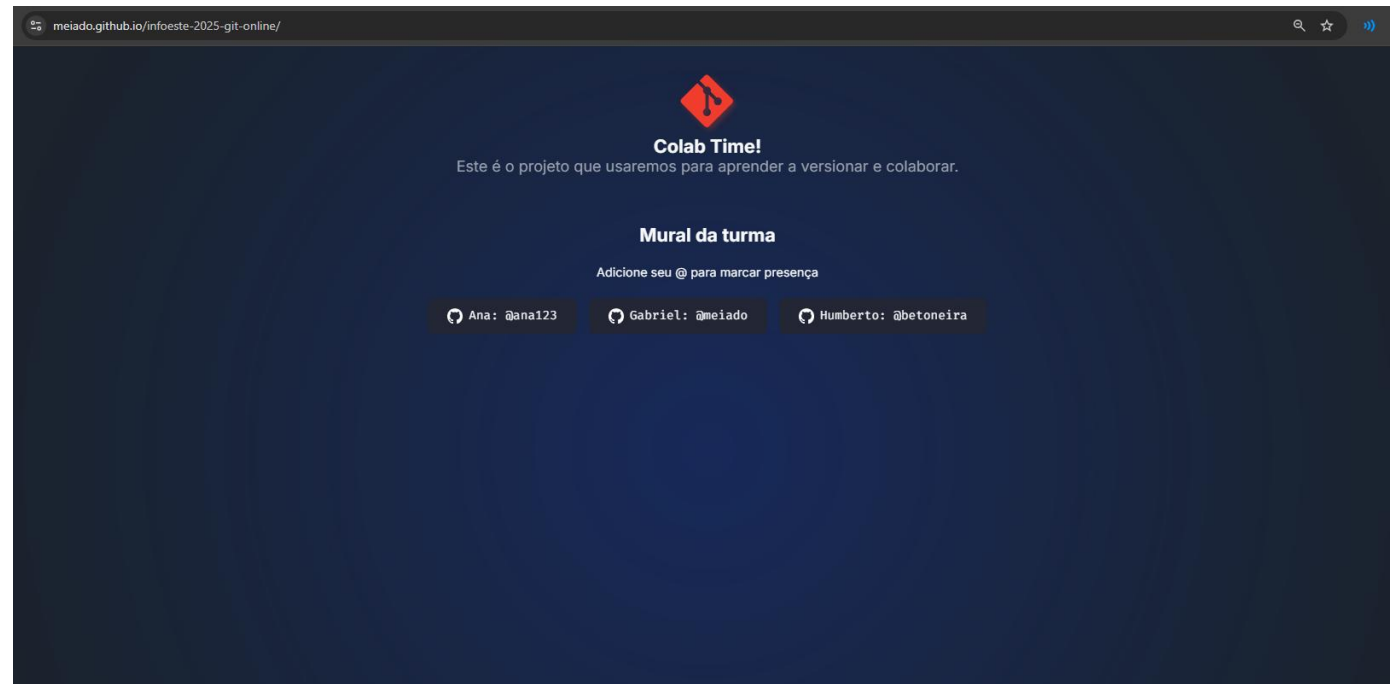 meiado.github.io/infoeste-2025-git-online/
Colab Time!
Este é o projeto que usaremos para aprender a versionar e colaborar.
Mural da turma
Adicione seu @ para marcar presença
Ana: @ana123 Gabriel: @meiado Humberto: @betoneira